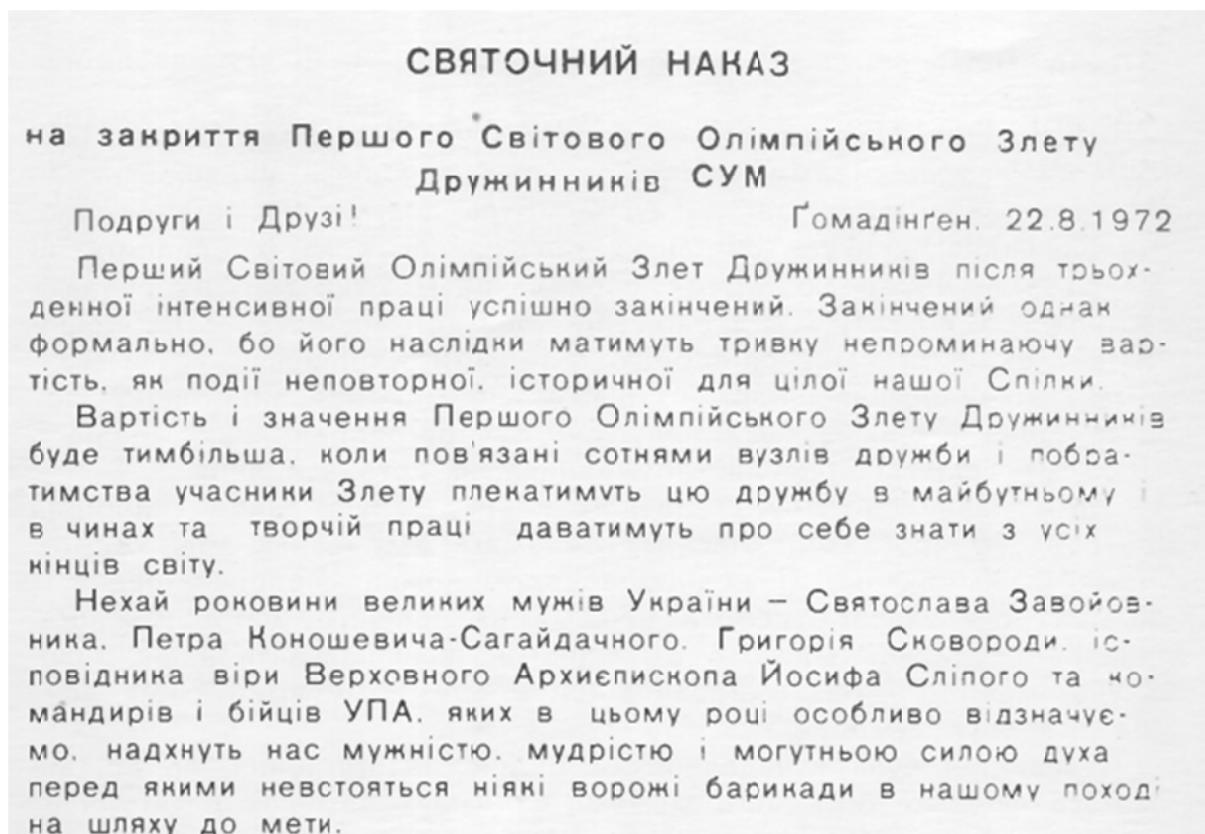 СВЯТОЧНИЙ НАКАЗ
на закриття Першого Світового Олімпійського Злету
Дружинників СУМ
Подруги і Друзі! Ґомадінґен. 22.8.1972
Перший Світовий Олімпійський Злет Дружинників після трьох-
денної інтенсивної праці успішно закінчений. Закінчений однак
формально, бо його наслідки матимуть тривку непроминаючу вар-
тість, як події неповторної, історичної для цілої нашої Спілки.
Вартість і значення Першого Олімпійського Злету Дружинників
буде тимбільша, коли пов'язані сотнями вузлів дружби і побра-
тимства учасники Злету плекатимуть цю дружбу в майбутньому і
в чинах та творчій праці даватимуть про себе знати з усіх
кінців світу.
Нехай роковини великих мужів України – Святослава Завойов-
ника, Петра Коношевича-Сагайдачного, Григорія Сковороди, іс-
повідника віри Верховного Архиєпископа Йосифа Сліпого та ко-
мандирів і бійців УПА, яких в цьому році особливо відзначує-
мо, надхнуть нас мужністю, мудрістю і могутньою силою духа
перед якими невстояться ніякі ворожі барикади в нашому поході
на шляху до мети.